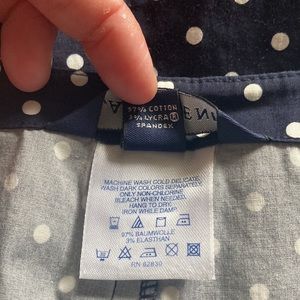 97% COTTON
3% LYCRA®
SPANDEX
MACHINE WASH COLD DELICATE,
WASH DARK COLORS SEPARATELY,
ONLY NON-CHLORINE
BLEACH WHEN NEEDED,
HANG TO DRY
IRON WHILE DAMP
97% BAUMWOLLE
3% ELASTHAN
RN 62830